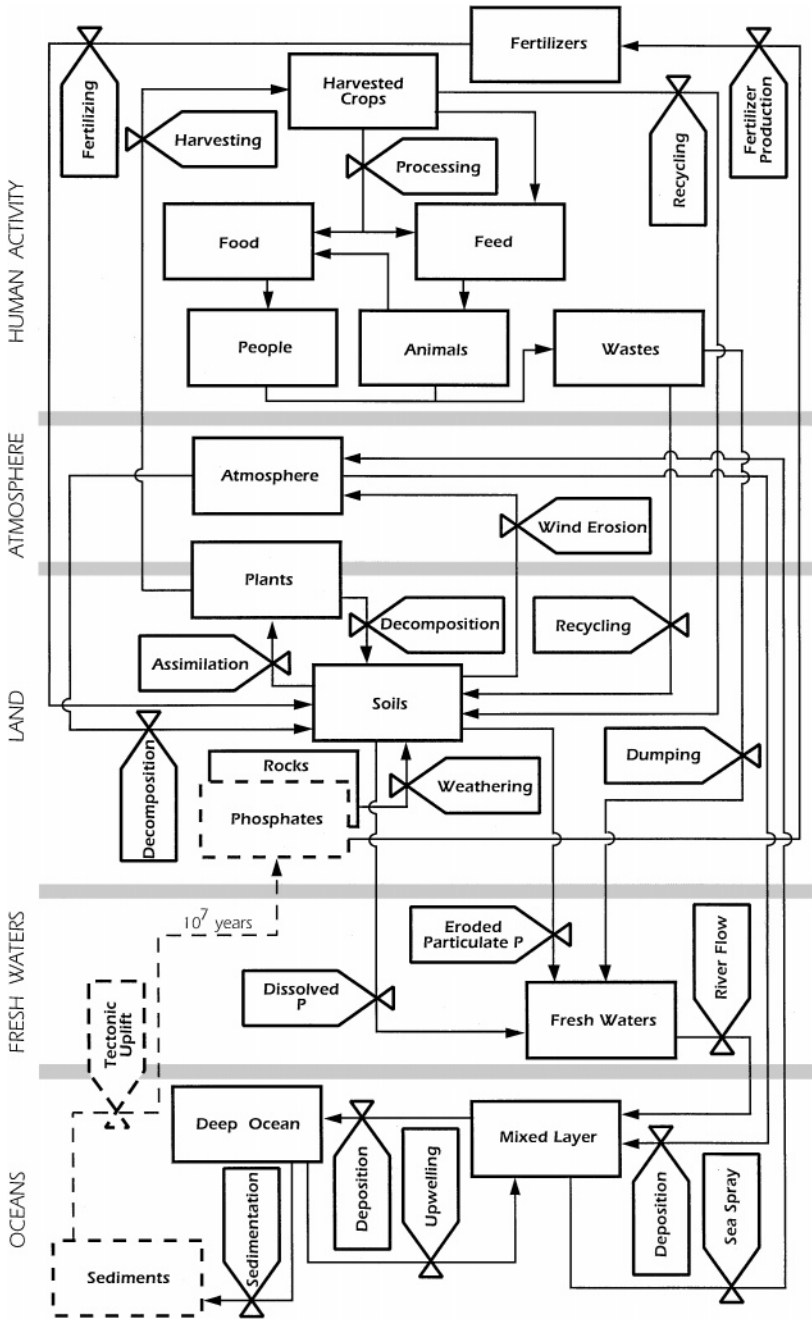 Fertilizers
Fertilizing
Harvested
Crops
Harvesting
Recycling
Fertilizer
Production
Processing
HUMAN ACTIVITY
Food
Feed
People
Animals
Wastes
ATMOSPHERE
Atmosphere
Wind Erosion
Plants
Decomposition
Recycling
Assimilation
LAND
Soils
Decomposition
Rocks
Phosphates
Weathering
Dumping
10⁷ years
FRESH WATERS
Eroded
Particulate P
River Flow
Dissolved
P
Fresh Waters
Tectonic
Uplift
OCEANS
Deep Ocean
Mixed Layer
Deposition
Upwelling
Deposition
Sea Spray
Sedimentation
Sediments